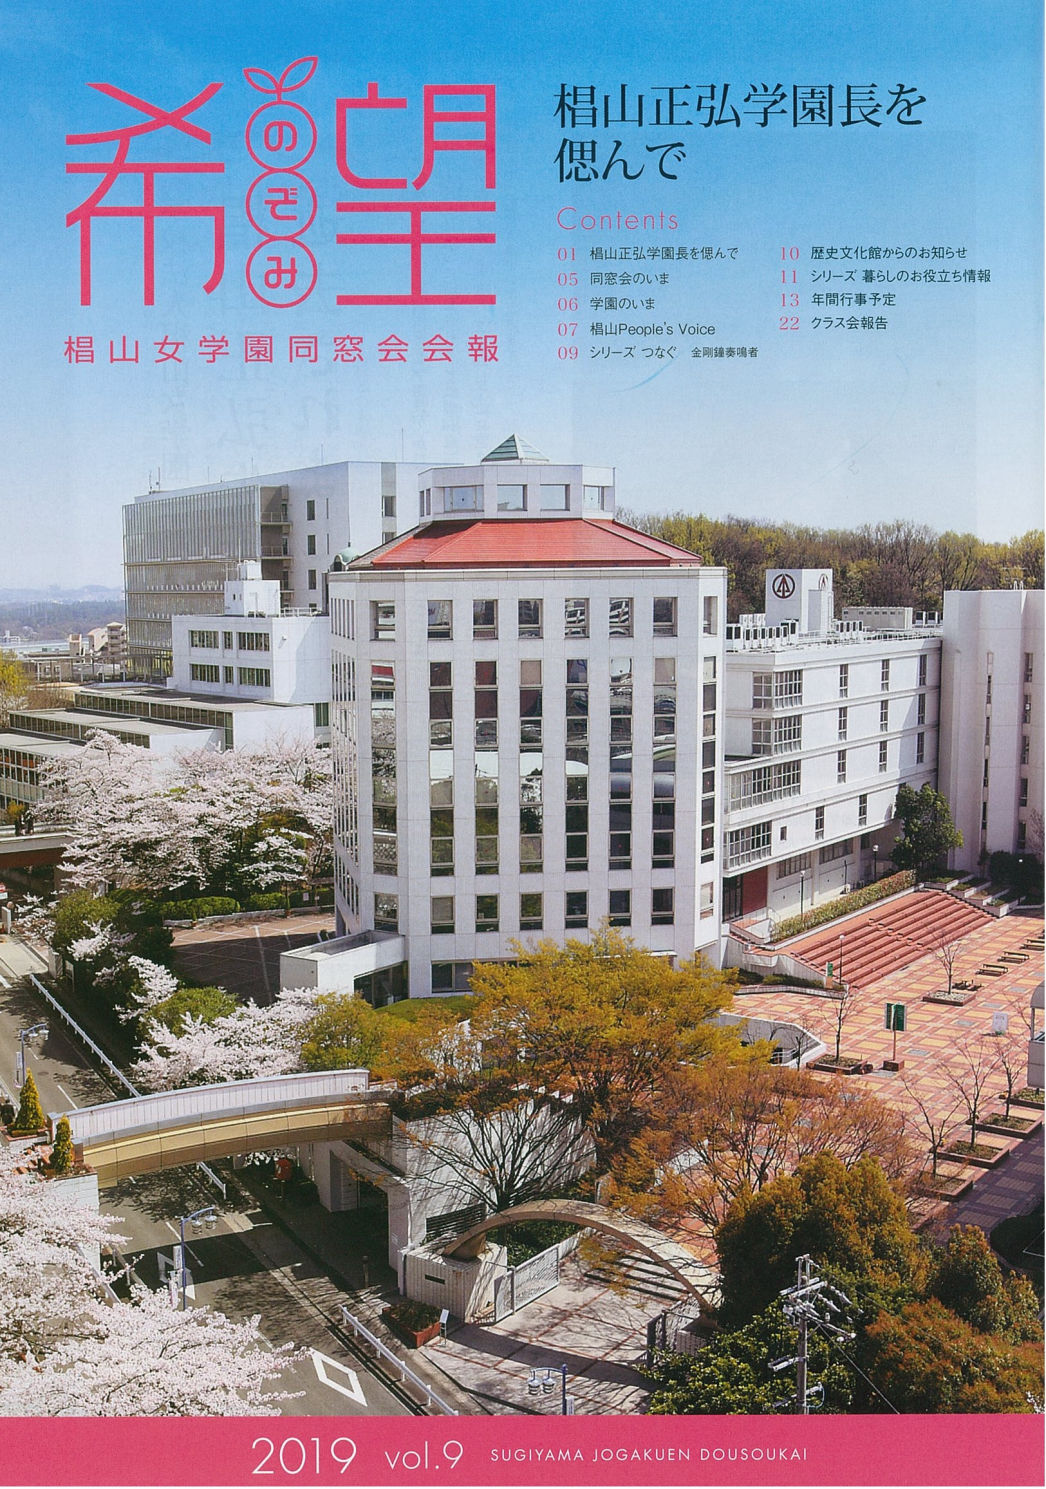 希望
のぞみ
椙山女学園同窓会会報
椙山正弘学園長を
偲んで
Contents
01 椙山正弘学園長を偲んで
05 同窓会のいま
06 学園のいま
07 椙山People's Voice
09 シリーズ つなぐ 金剛鐘奏鳴者
10 歴史文化館からのお知らせ
11 シリーズ 暮らしのお役立ち情報
13 年間行事予定
22 クラス会報告
2019 vol.9 SUGIYAMA JOGAKUEN DOUSOUKAI